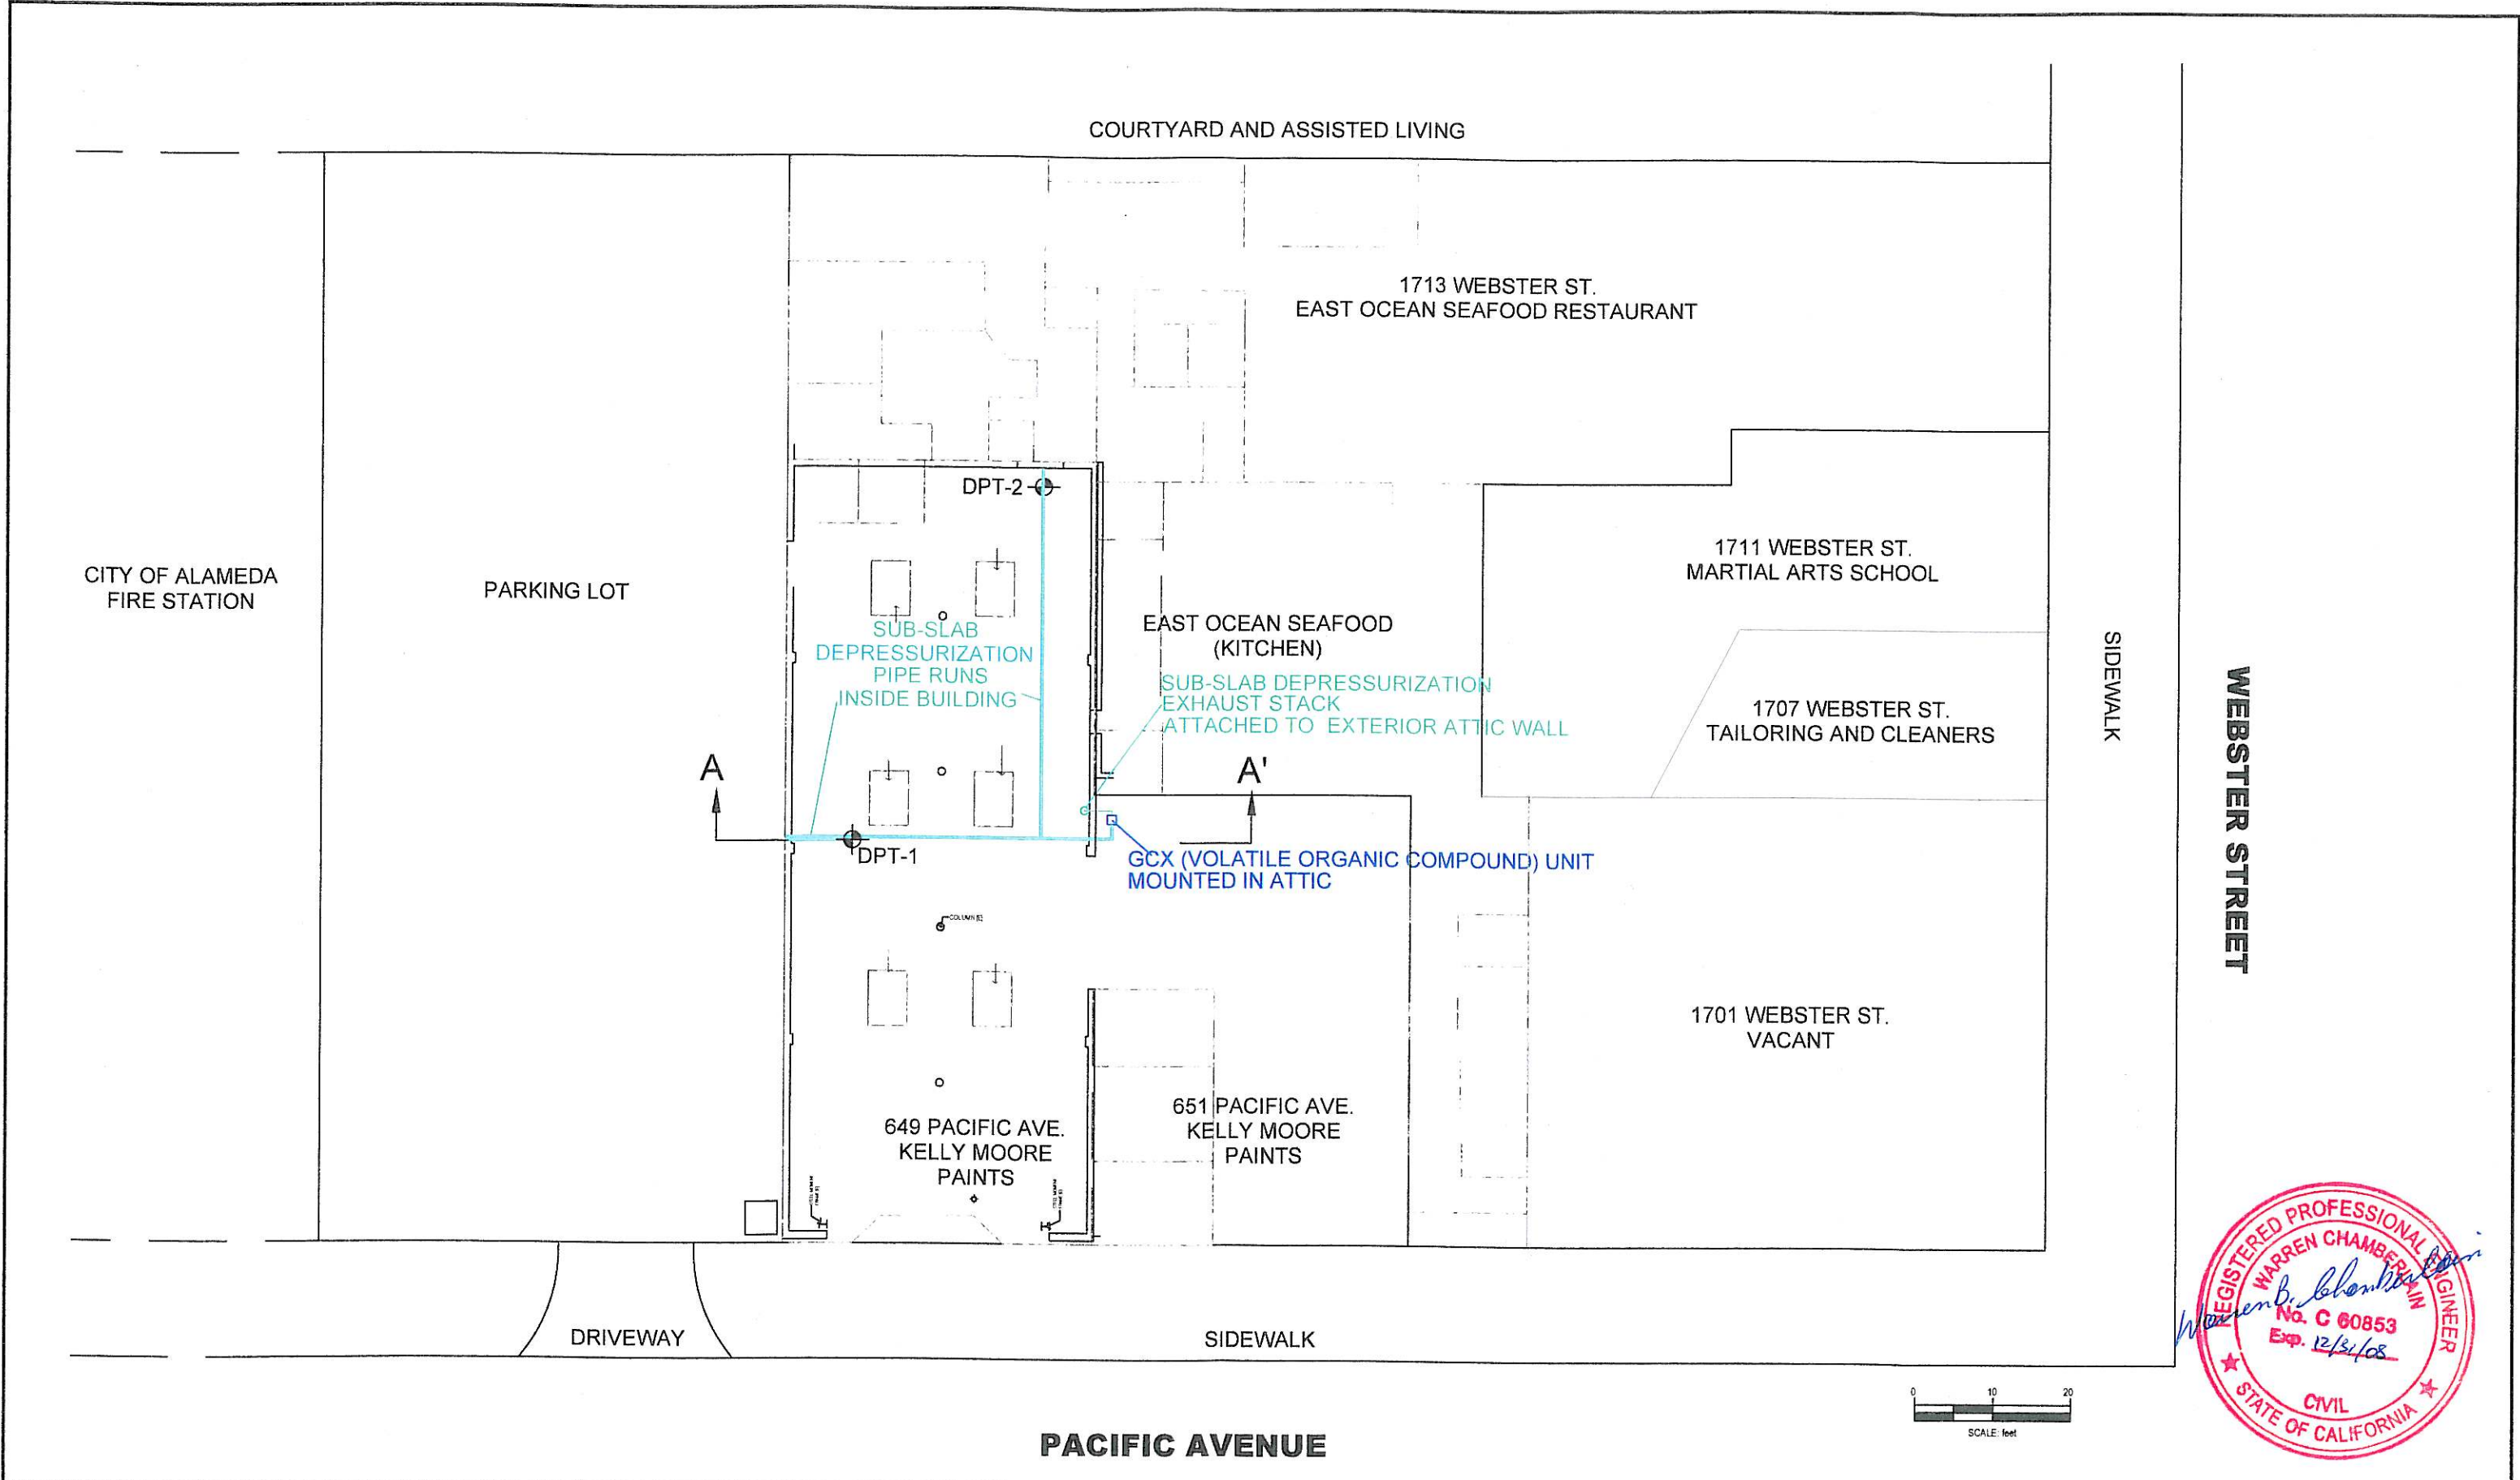 COURTYARD AND ASSISTED LIVING
1713 WEBSTER ST.
EAST OCEAN SEAFOOD RESTAURANT
DPT-2
CITY OF ALAMEDA
FIRE STATION
PARKING LOT
1711 WEBSTER ST.
MARTIAL ARTS SCHOOL
EAST OCEAN SEAFOOD
(KITCHEN)
SUB-SLAB
DEPRESSURIZATION
PIPE RUNS
INSIDE BUILDING
SUB-SLAB DEPRESSURIZATION
EXHAUST STACK
ATTACHED TO EXTERIOR ATTIC WALL
1707 WEBSTER ST.
TAILORING AND CLEANERS
SIDEWALK
WEBSTER STREET
A
A'
DPT-1
GCX (VOLATILE ORGANIC COMPOUND) UNIT
MOUNTED IN ATTIC
COLUMN
1701 WEBSTER ST.
VACANT
649 PACIFIC AVE.
KELLY MOORE
PAINTS
651 PACIFIC AVE.
KELLY MOORE
PAINTS
DRIVEWAY
SIDEWALK
PACIFIC AVENUE
0 10 20
SCALE: feet
REGISTERED PROFESSIONAL ENGINEER
WARREN CHAMBERLAIN
Warren B. Chamberlain
No. C 60853
Exp. 12/31/08
CIVIL
STATE OF CALIFORNIA